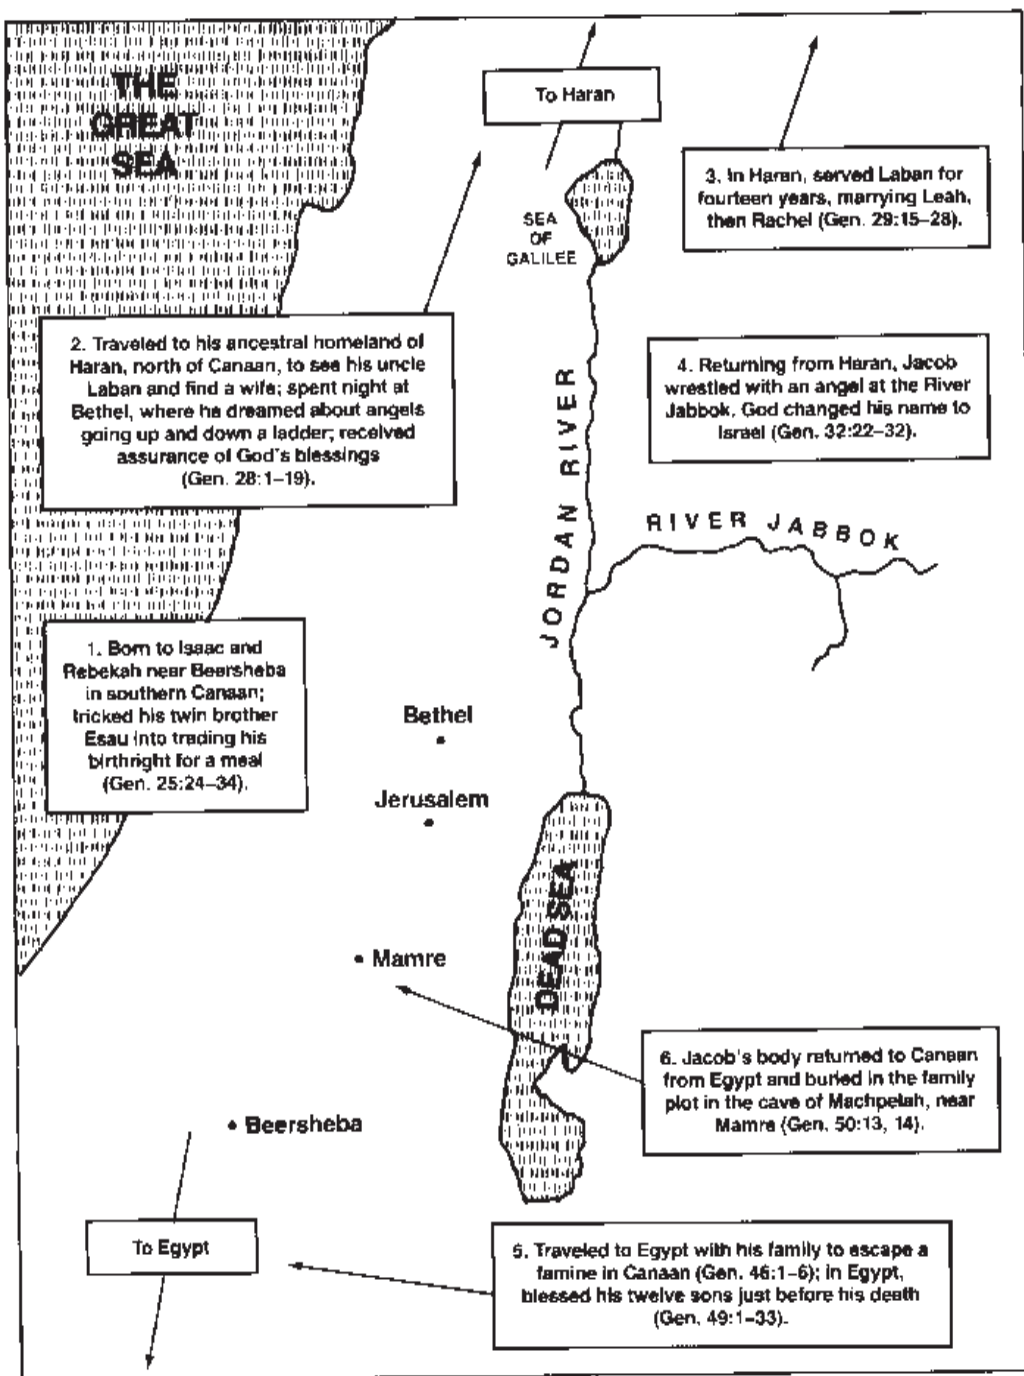 THE
GREAT
SEA
To Haran
3. In Haran, served Laban for
fourteen years, marrying Leah,
then Rachel (Gen. 29:15–28).
SEA
OF
GALILEE
2. Traveled to his ancestral homeland of
Haran, north of Canaan, to see his uncle
Laban and find a wife; spent night at
Bethel, where he dreamed about angels
going up and down a ladder; received
assurance of God's blessings
(Gen. 28:1–19).
4. Returning from Haran, Jacob
wrestled with an angel at the River
Jabbok. God changed his name to
Israel (Gen. 32:22–32).
JORDAN RIVER
RIVER JABBOK
1. Born to Isaac and
Rebekah near Beersheba
in southern Canaan;
tricked his twin brother
Esau into trading his
birthright for a meal
(Gen. 25:24–34).
Bethel
Jerusalem
DEAD SEA
Mamre
6. Jacob's body returned to Canaan
from Egypt and buried in the family
plot in the cave of Machpelah, near
Mamre (Gen. 50:13, 14).
Beersheba
To Egypt
5. Traveled to Egypt with his family to escape a
famine in Canaan (Gen. 46:1–6); in Egypt,
blessed his twelve sons just before his death
(Gen. 49:1–33).